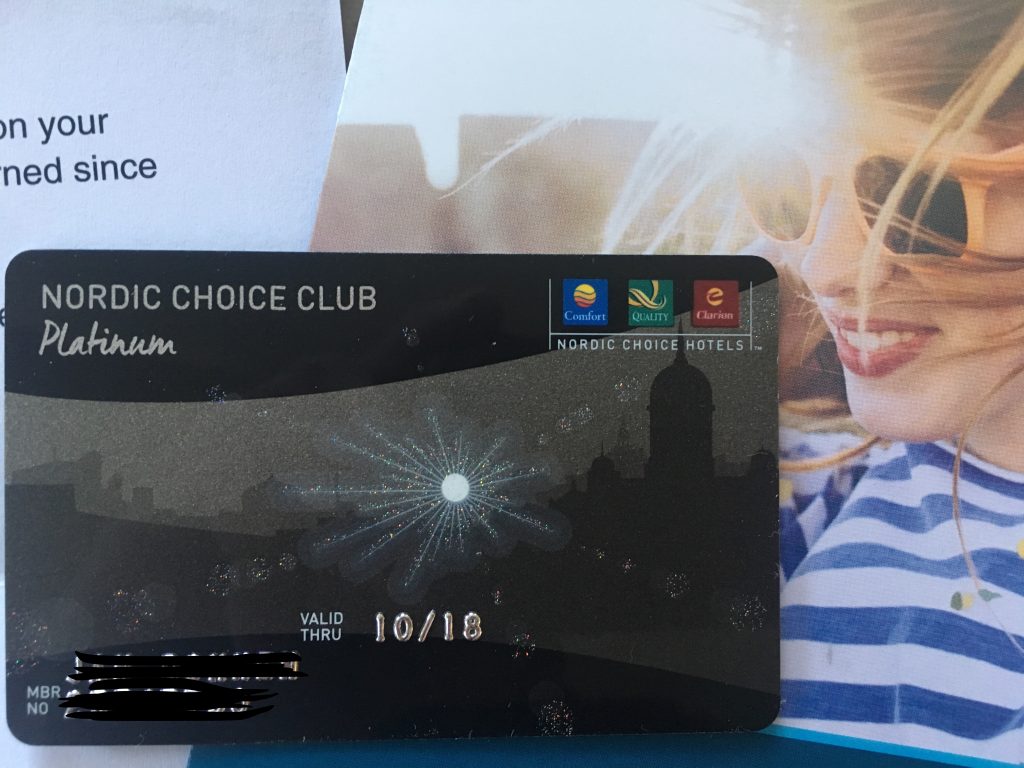 on your
rned since
NORDIC CHOICE CLUB
Platinum
Comfort
QUALITY
Clarion
NORDIC CHOICE HOTELS™
VALID
THRU
10/18
MBR
NO